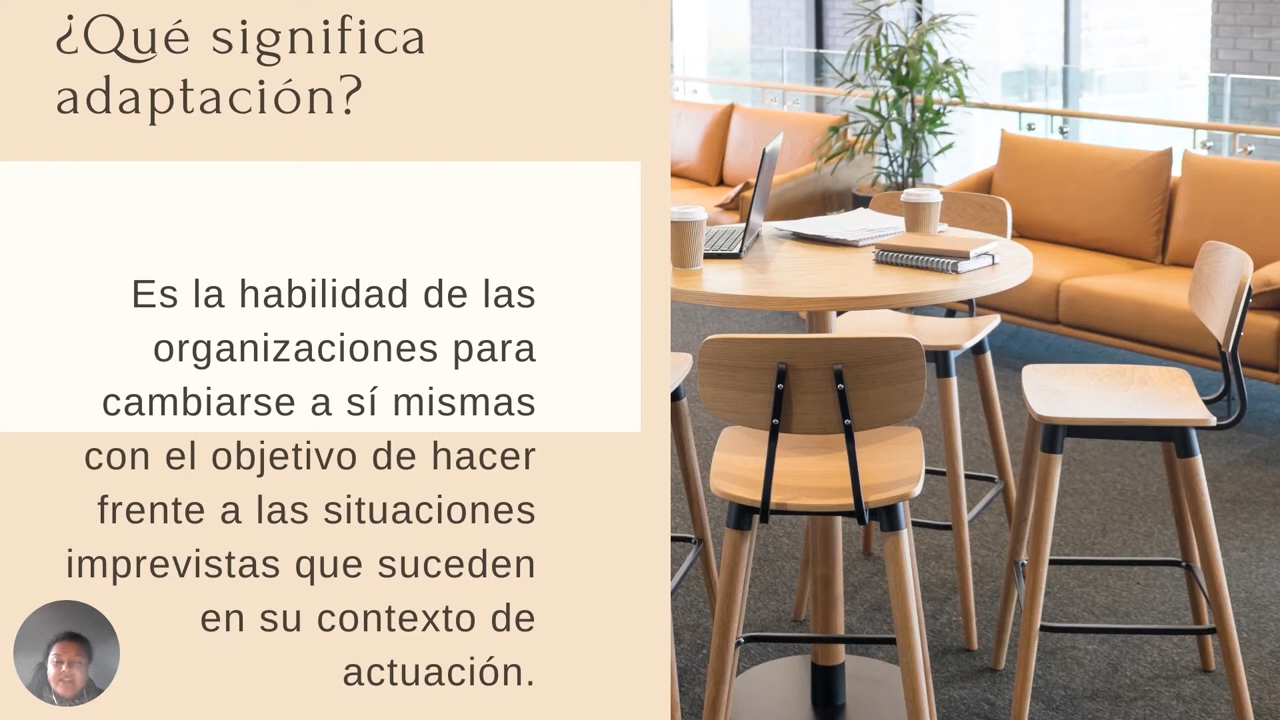 ¿Qué significa
adaptación?
Es la habilidad de las
organizaciones para
cambiarse a sí mismas
con el objetivo de hacer
frente a las situaciones
imprevistas que suceden
en su contexto de
actuación.